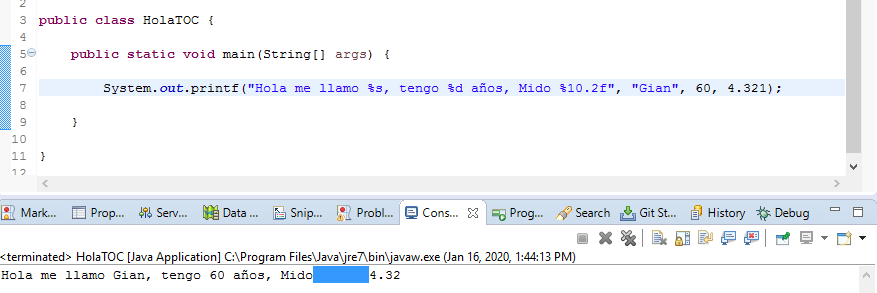 2
3 public class HolaTOC {
4
5 public static void main(String[] args) {
6
7 System.out.printf("Hola me llamo %s, tengo %d años, Mido %10.2f", "Gian", 60, 4.321);
8
9 }
10
11 }
12
Mark... Prop... Serv... Data ... Snip... Probl... Cons... Prog... Search Git St... History Debug
<terminated> HolaTOC [Java Application] C:\Program Files\Java\jre7\bin\javaw.exe (Jan 16, 2020, 1:44:13 PM)
Hola me llamo Gian, tengo 60 años, Mido       4.32